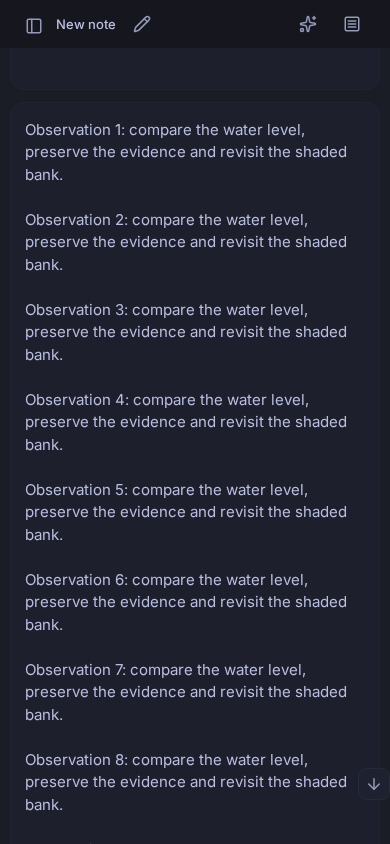 New note
Observation 1: compare the water level,
preserve the evidence and revisit the shaded
bank.
Observation 2: compare the water level,
preserve the evidence and revisit the shaded
bank.
Observation 3: compare the water level,
preserve the evidence and revisit the shaded
bank.
Observation 4: compare the water level,
preserve the evidence and revisit the shaded
bank.
Observation 5: compare the water level,
preserve the evidence and revisit the shaded
bank.
Observation 6: compare the water level,
preserve the evidence and revisit the shaded
bank.
Observation 7: compare the water level,
preserve the evidence and revisit the shaded
bank.
Observation 8: compare the water level,
preserve the evidence and revisit the shaded
bank.